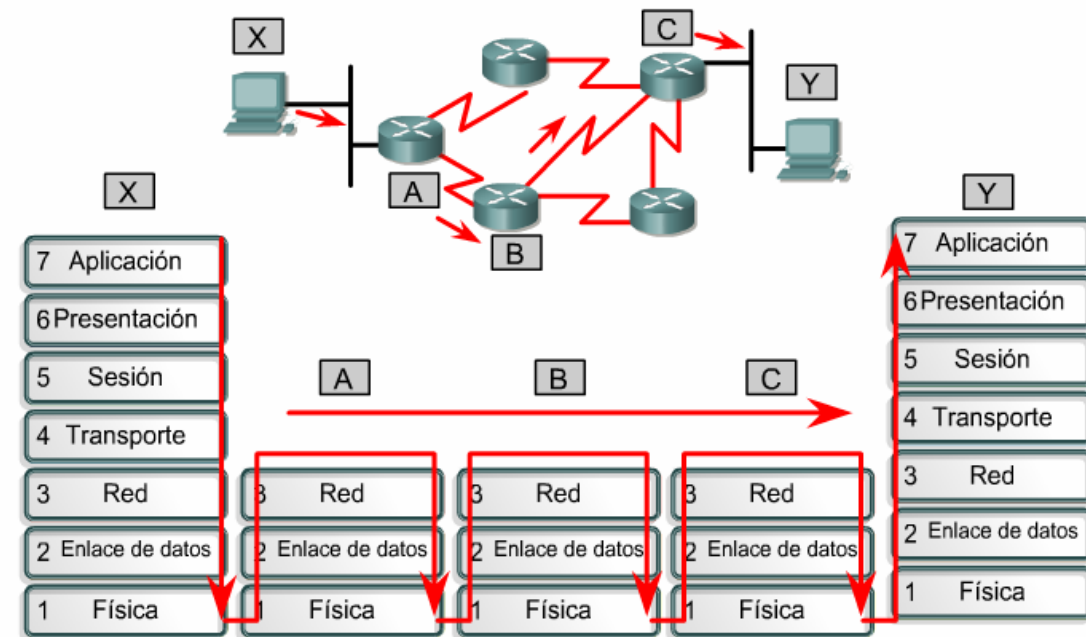 X
C
Y
A
B
X
7 Aplicación
6 Presentación
5 Sesión
4 Transporte
3 Red
2 Enlace de datos
1 Física
A
B
C
3 Red
2 Enlace de datos
1 Física
3 Red
2 Enlace de datos
1 Física
3 Red
2 Enlace de datos
1 Física
Y
7 Aplicación
6 Presentación
5 Sesión
4 Transporte
3 Red
2 Enlace de datos
1 Física